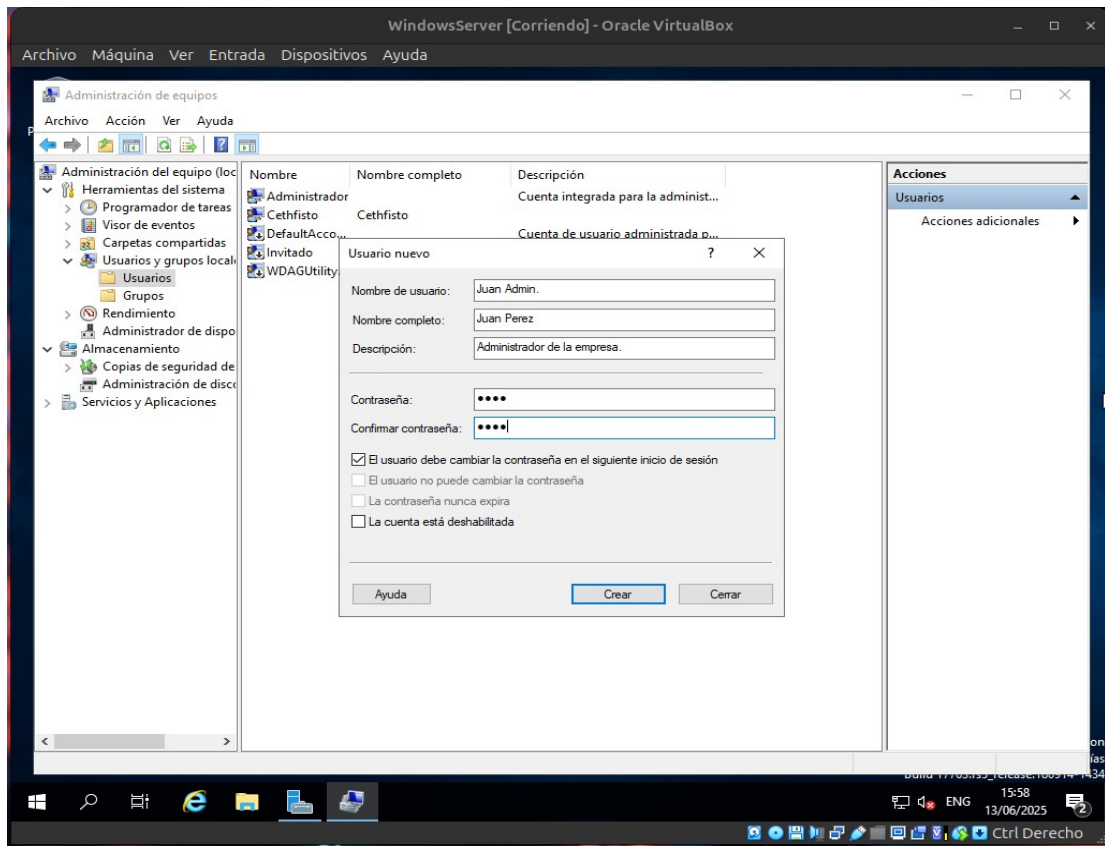 WindowsServer [Corriendo] - Oracle VirtualBox
Archivo Máquina Ver Entrada Dispositivos Ayuda
Administración de equipos
Archivo Acción Ver Ayuda
Administración del equipo (loc
Herramientas del sistema
Programador de tareas
Visor de eventos
Carpetas compartidas
Usuarios y grupos local
Usuarios
Grupos
Rendimiento
Administrador de dispo
Almacenamiento
Copias de seguridad de
Administración de disco
Servicios y Aplicaciones
Nombre Nombre completo Descripción
Administrador Cuenta integrada para la administ...
Cethfisto Cethfisto
DefaultAcco... Cuenta de usuario administrada p...
Invitado
WDAGUtility
Acciones
Usuarios
Acciones adicionales
Usuario nuevo ? ×
Nombre de usuario: Juan Admin.
Nombre completo: Juan Perez
Descripción: Administrador de la empresa.
Contraseña: ••••
Confirmar contraseña: ••••
El usuario debe cambiar la contraseña en el siguiente inicio de sesión
El usuario no puede cambiar la contraseña
La contraseña nunca expira
La cuenta está deshabilitada
Ayuda Crear Cerrar
ENG
15:58
13/06/2025
2
Ctrl Derecho